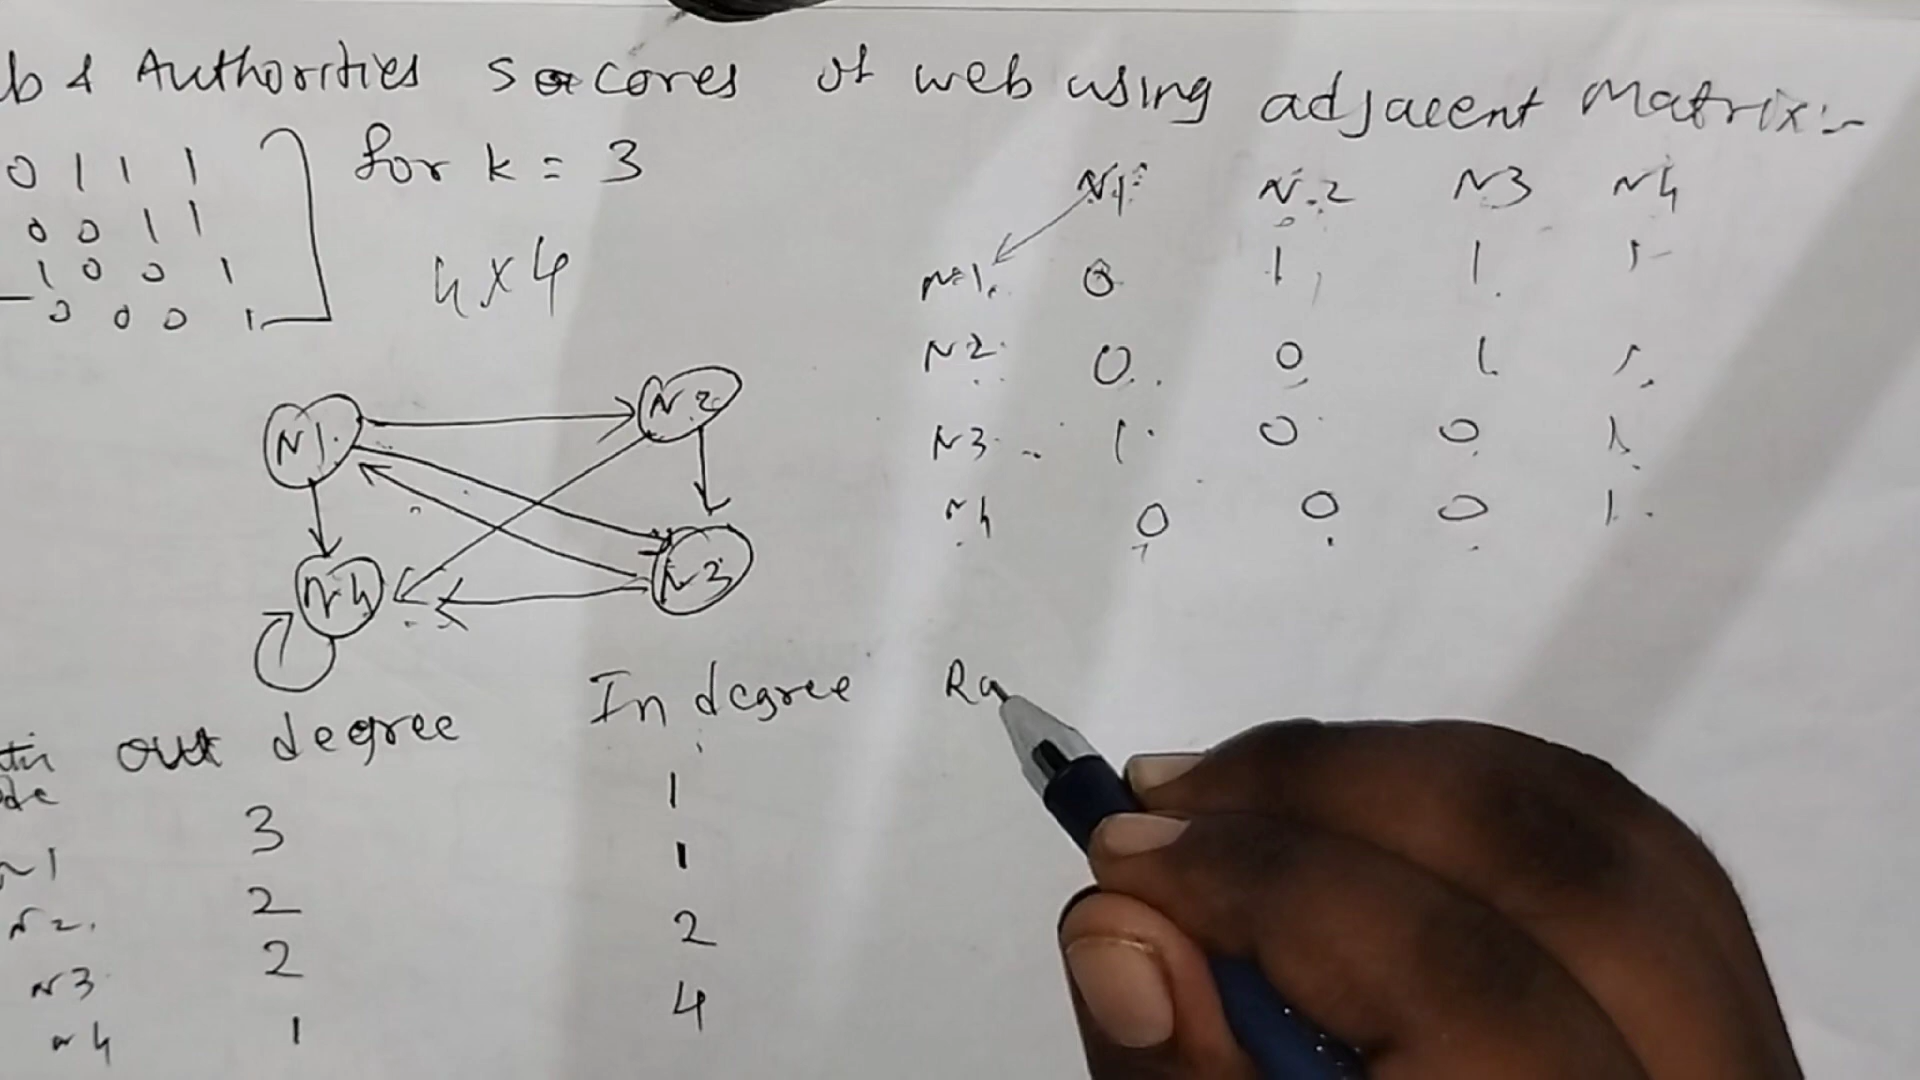 b & Authorities scores of web using adjacent Matrix:-
0 1 1 1
0 0 1 1
1 0 0 1
0 0 0 1
for k = 3
4x4
N1 N2 N3 N4
N1 0 1 1 1
N2 0 0 1 1
N3 1 0 0 1
N4 0 0 0 1
N1
N2
N4
N3
out degree In degree Ra
3 1
N1
2 1
N2
2 2
N3
1 4
N4